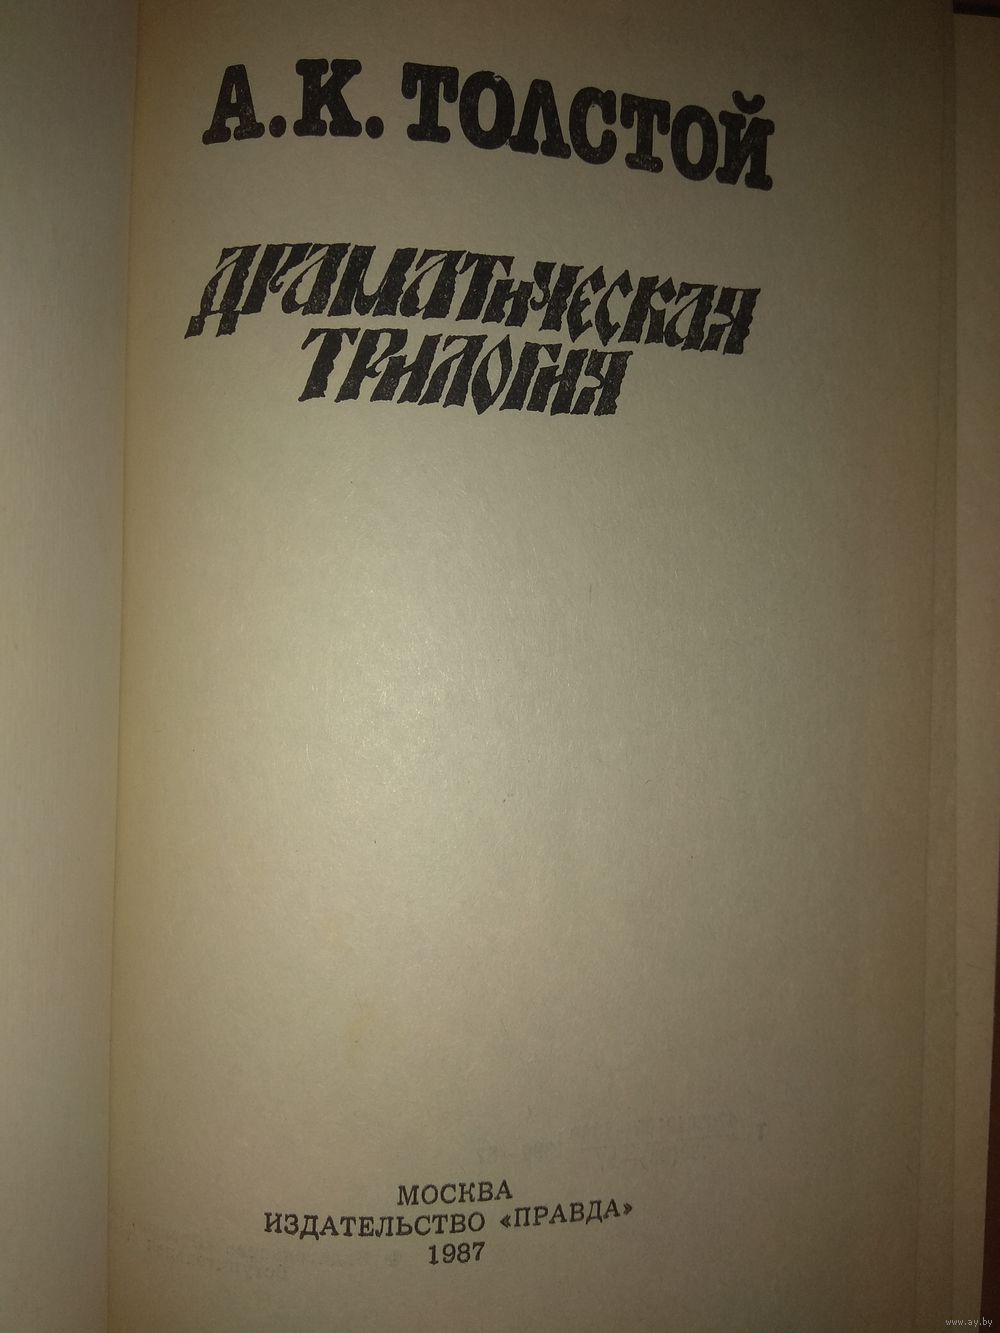 А.К. ТОЛСТОЙ
ДРАМАТИЧЕСКАЯ
ТРИЛОГИЯ
МОСКВА
ИЗДАТЕЛЬСТВО «ПРАВДА»
1987
www.ay.by